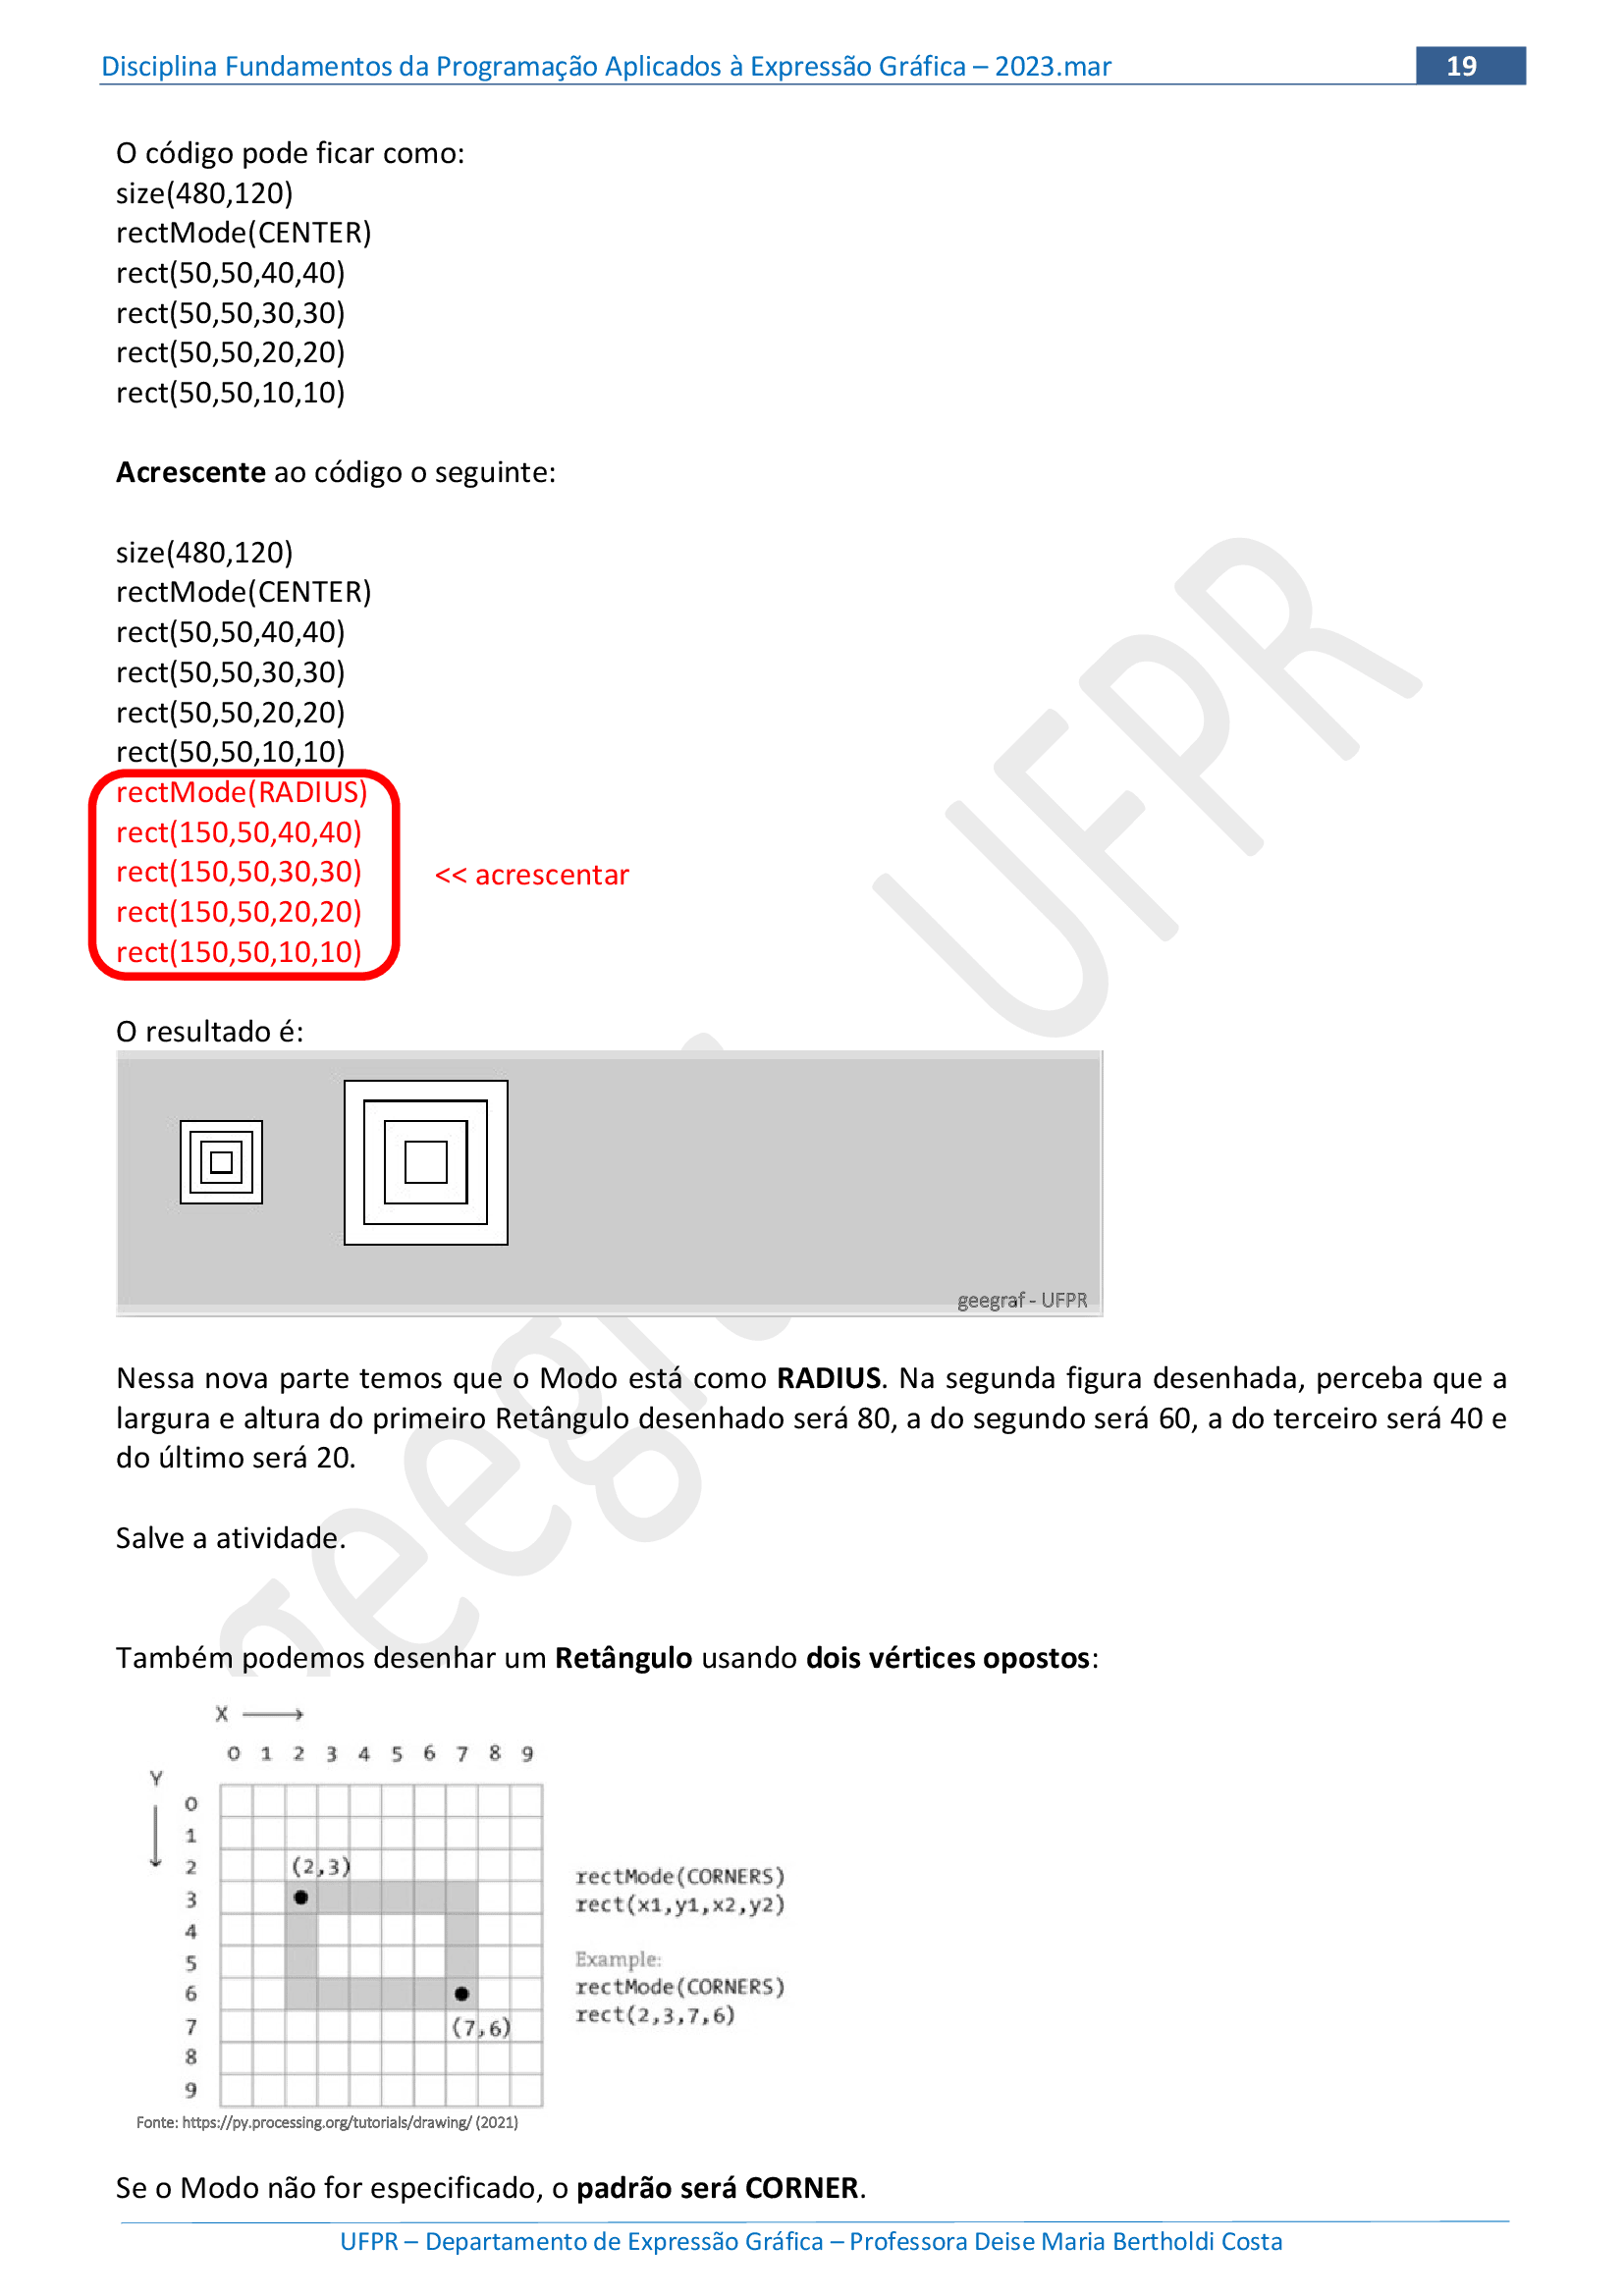 Disciplina Fundamentos da Programação Aplicados à Expressão Gráfica – 2023.mar 19
O código pode ficar como:
size(480,120)
rectMode(CENTER)
rect(50,50,40,40)
rect(50,50,30,30)
rect(50,50,20,20)
rect(50,50,10,10)
Acrescente ao código o seguinte:
size(480,120)
rectMode(CENTER)
rect(50,50,40,40)
rect(50,50,30,30)
rect(50,50,20,20)
rect(50,50,10,10)
rectMode(RADIUS)
rect(150,50,40,40)
rect(150,50,30,30) << acrescentar
rect(150,50,20,20)
rect(150,50,10,10)
O resultado é:
geegraf - UFPR
Nessa nova parte temos que o Modo está como RADIUS. Na segunda figura desenhada, perceba que a
largura e altura do primeiro Retângulo desenhado será 80, a do segundo será 60, a do terceiro será 40 e
do último será 20.
Salve a atividade.
Também podemos desenhar um Retângulo usando dois vértices opostos:
X
0 1 2 3 4 5 6 7 8 9
Y
0
1
2
3
4
5
6
7
8
9
(2,3)
(7,6)
rectMode(CORNERS)
rect(x1,y1,x2,y2)
Example:
rectMode(CORNERS)
rect(2,3,7,6)
Fonte: https://py.processing.org/tutorials/drawing/ (2021)
Se o Modo não for especificado, o padrão será CORNER.
UFPR – Departamento de Expressão Gráfica – Professora Deise Maria Bertholdi Costa